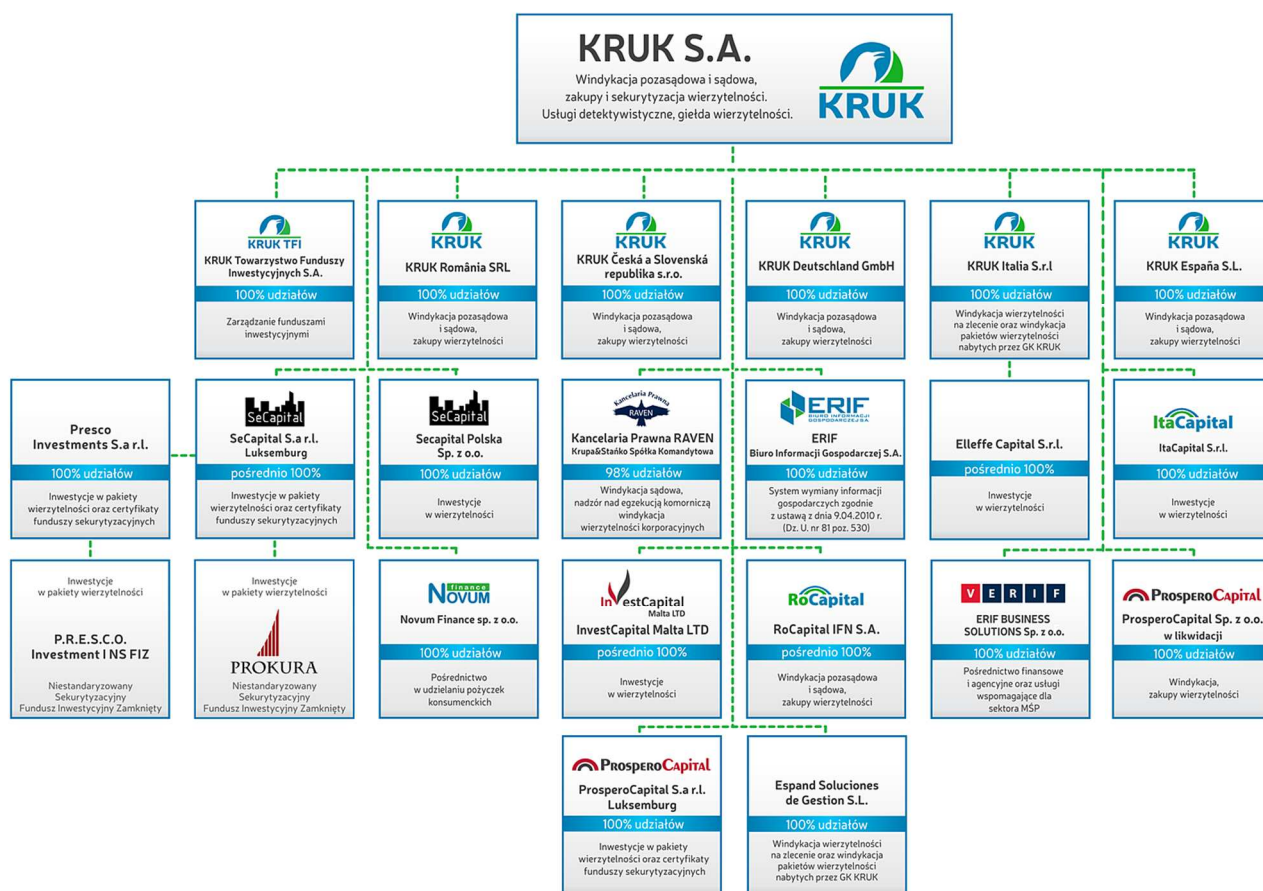 KRUK S.A.
Windykacja pozasądowa i sądowa,
zakupy i sekurytyzacja wierzytelności.
Usługi detektywistyczne, giełda wierzytelności.
KRUK
KRUK TFI
KRUK Towarzystwo Funduszy
Inwestycyjnych S.A.
100% udziałów
Zarządzanie funduszami
inwestycyjnymi
KRUK
KRUK România SRL
100% udziałów
Windykacja pozasądowa
i sądowa,
zakupy wierzytelności
KRUK
KRUK Česká a Slovenská
republika s.r.o.
100% udziałów
Windykacja pozasądowa
i sądowa,
zakupy wierzytelności
KRUK
KRUK Deutschland GmbH
100% udziałów
Windykacja pozasądowa
i sądowa,
zakupy wierzytelności
KRUK
KRUK Italia S.r.l
100% udziałów
Windykacja wierzytelności
na zlecenie oraz windykacja
pakietów wierzytelności
nabytych przez GK KRUK
KRUK
KRUK España S.L.
100% udziałów
Windykacja pozasądowa
i sądowa,
zakupy wierzytelności
Presco
Investments S.a r.l.
100% udziałów
Inwestycje w pakiety
wierzytelności oraz certyfikaty
funduszy sekurytyzacyjnych
SeCapital
SeCapital S.a r.l.
Luksemburg
pośrednio 100%
Inwestycje w pakiety
wierzytelności oraz certyfikaty
funduszy sekurytyzacyjnych
SeCapital
Secapital Polska
Sp. z o.o.
100% udziałów
Inwestycje
w wierzytelności
Kancelaria Prawna
RAVEN
Kancelaria Prawna RAVEN
Krupa&Stańko Spółka Komandytowa
98% udziałów
Windykacja sądowa,
nadzór nad egzekucją komorniczą
windykacja
wierzytelności korporacyjnych
ERIF
BIURO INFORMACJI
GOSPODARCZEJ SA
ERIF
Biuro Informacji Gospodarczej S.A.
100% udziałów
System wymiany informacji
gospodarczych zgodnie
z ustawą z dnia 9.04.2010 r.
(Dz. U. nr 81 poz. 530)
Elleffe Capital S.r.l.
pośrednio 100%
Inwestycje
w wierzytelności
ItaCapital
ItaCapital S.r.l.
100% udziałów
Inwestycje
w wierzytelności
Inwestycje
w pakiety wierzytelności
P.R.E.S.C.O.
Investment I NS FIZ
Niestandaryzowany
Sekurytyzacyjny
Fundusz Inwestycyjny Zamknięty
Inwestycje
w pakiety wierzytelności
PROKURA
Niestandaryzowany
Sekurytyzacyjny
Fundusz Inwestycyjny Zamknięty
finance
NOVUM
Novum Finance sp. z o.o.
100% udziałów
Pośrednictwo
w udzielaniu pożyczek
konsumenckich
InVestCapital
Malta LTD
InvestCapital Malta LTD
pośrednio 100%
Inwestycje
w wierzytelności
RoCapital
RoCapital IFN S.A.
pośrednio 100%
Windykacja pozasądowa
i sądowa,
zakupy wierzytelności
VERIF
ERIF BUSINESS
SOLUTIONS Sp. z o.o.
100% udziałów
Pośrednictwo finansowe
i agencyjne oraz usługi
wspomagające dla
sektora MŚP
PROSPEROCAPITAL
ProsperoCapital Sp. z o.o.
w likwidacji
100% udziałów
Windykacja,
zakupy wierzytelności
PROSPEROCAPITAL
ProsperoCapital S.a r.l.
Luksemburg
100% udziałów
Inwestycje w pakiety
wierzytelności oraz certyfikaty
funduszy sekurytyzacyjnych
Espand Soluciones
de Gestion S.L.
100% udziałów
Windykacja wierzytelności
na zlecenie oraz windykacja
pakietów wierzytelności
nabytych przez GK KRUK